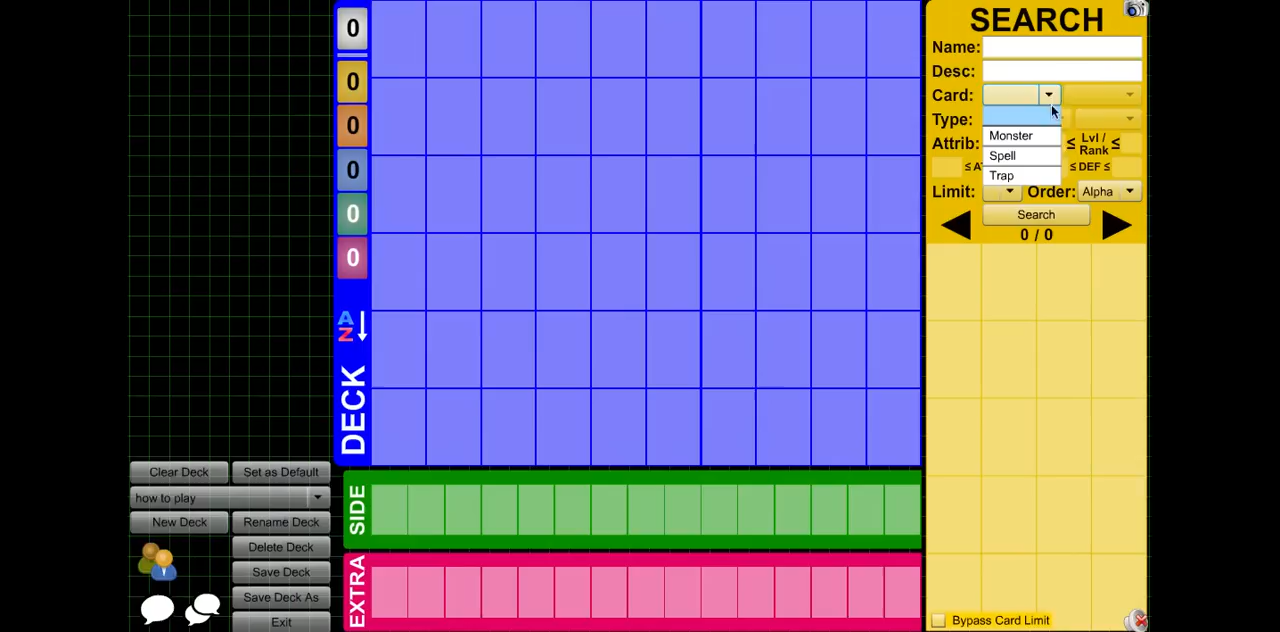 0
0
0
0
0
0
A
Z
DECK
SIDE
EXTRA
Clear Deck
Set as Default
how to play
New Deck
Rename Deck
Delete Deck
Save Deck
Save Deck As
Exit
SEARCH
Name:
Desc:
Card:
Type:
Monster
Attrib:
≤ Lvl / Rank ≤
Spell
≤ A
≤ DEF ≤
Trap
Limit:
Order: Alpha
Search
0 / 0
Bypass Card Limit